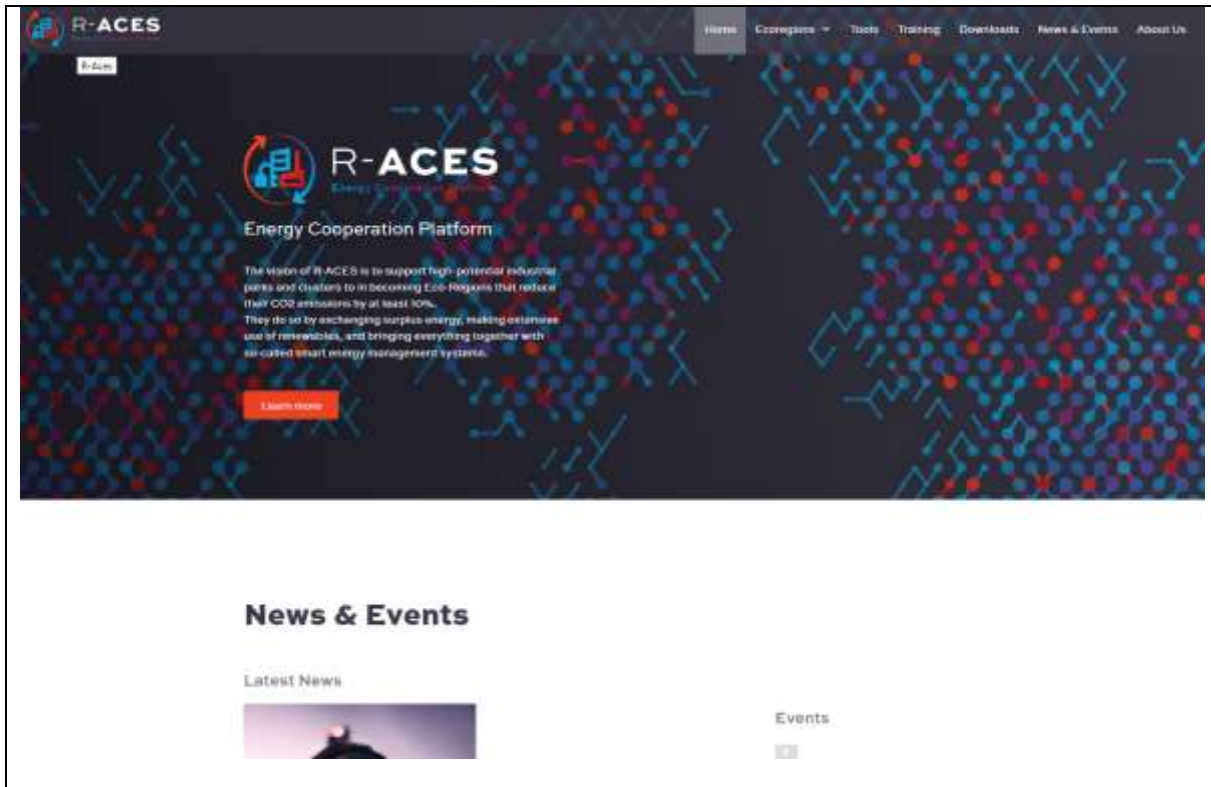 R-ACES
Home Ecoregions Tools Training Downloads News & Events About Us
R-Aces
R-ACES
Energy Cooperation Platform
Energy Cooperation Platform
The vision of R-ACES is to support high-potential industrial
parks and clusters to in becoming Eco-Regions that reduce
their CO2 emissions by at least 10%.
They do so by exchanging surplus energy, making extensive
use of renewables, and bringing everything together with
so-called smart energy management systems.
Learn more
News & Events
Latest News
Events